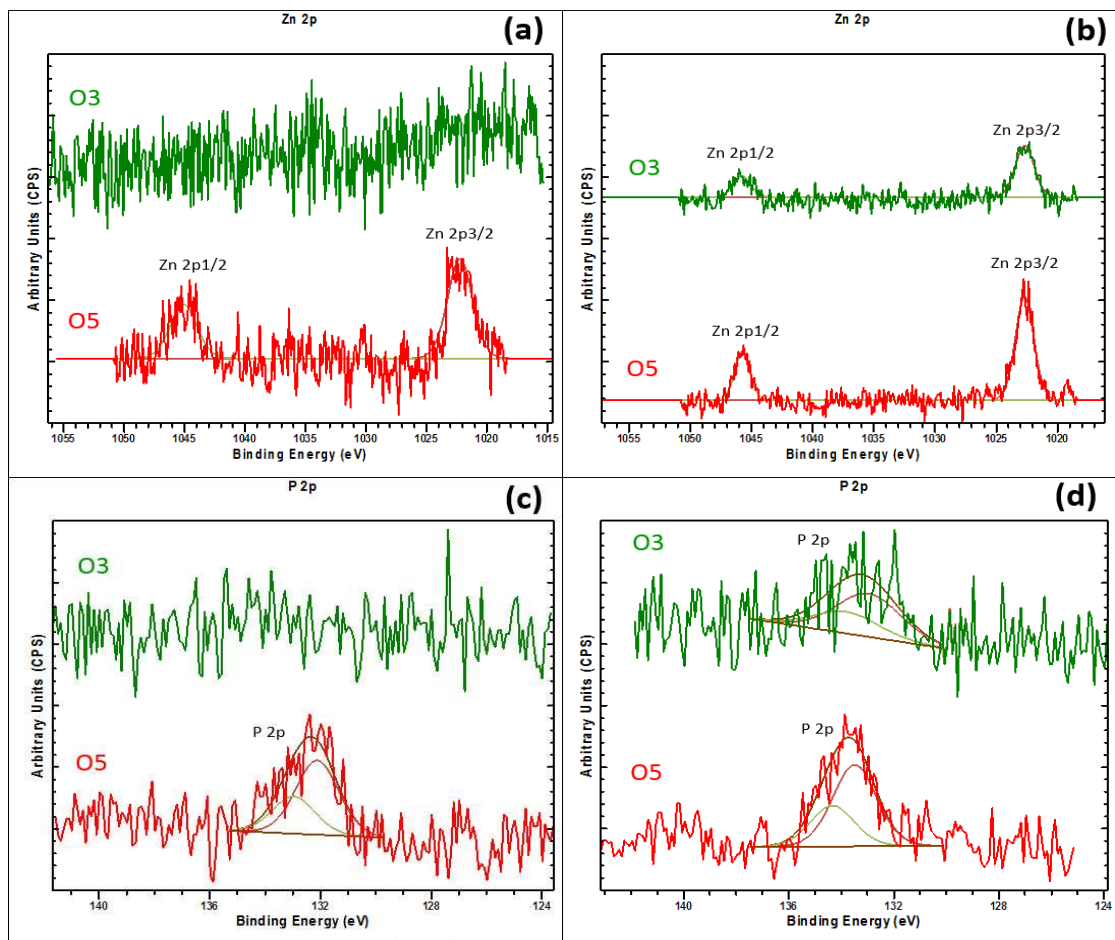 Zn 2p
(a)
O3
Zn 2p3/2
Zn 2p1/2
O5
Arbitrary Units (CPS)
1055 1050 1045 1040 1035 1030 1025 1020 1015
Binding Energy (eV)
Zn 2p
(b)
Zn 2p3/2
Zn 2p1/2
O3
Zn 2p3/2
Zn 2p1/2
O5
Arbitrary Units (CPS)
1055 1050 1045 1040 1035 1030 1025 1020
Binding Energy (eV)
P 2p
(c)
O3
P 2p
O5
Arbitrary Units (CPS)
140 136 132 128 124
Binding Energy (eV)
P 2p
(d)
O3
P 2p
P 2p
O5
Arbitrary Units (CPS)
140 136 132 128 124
Binding Energy (eV)